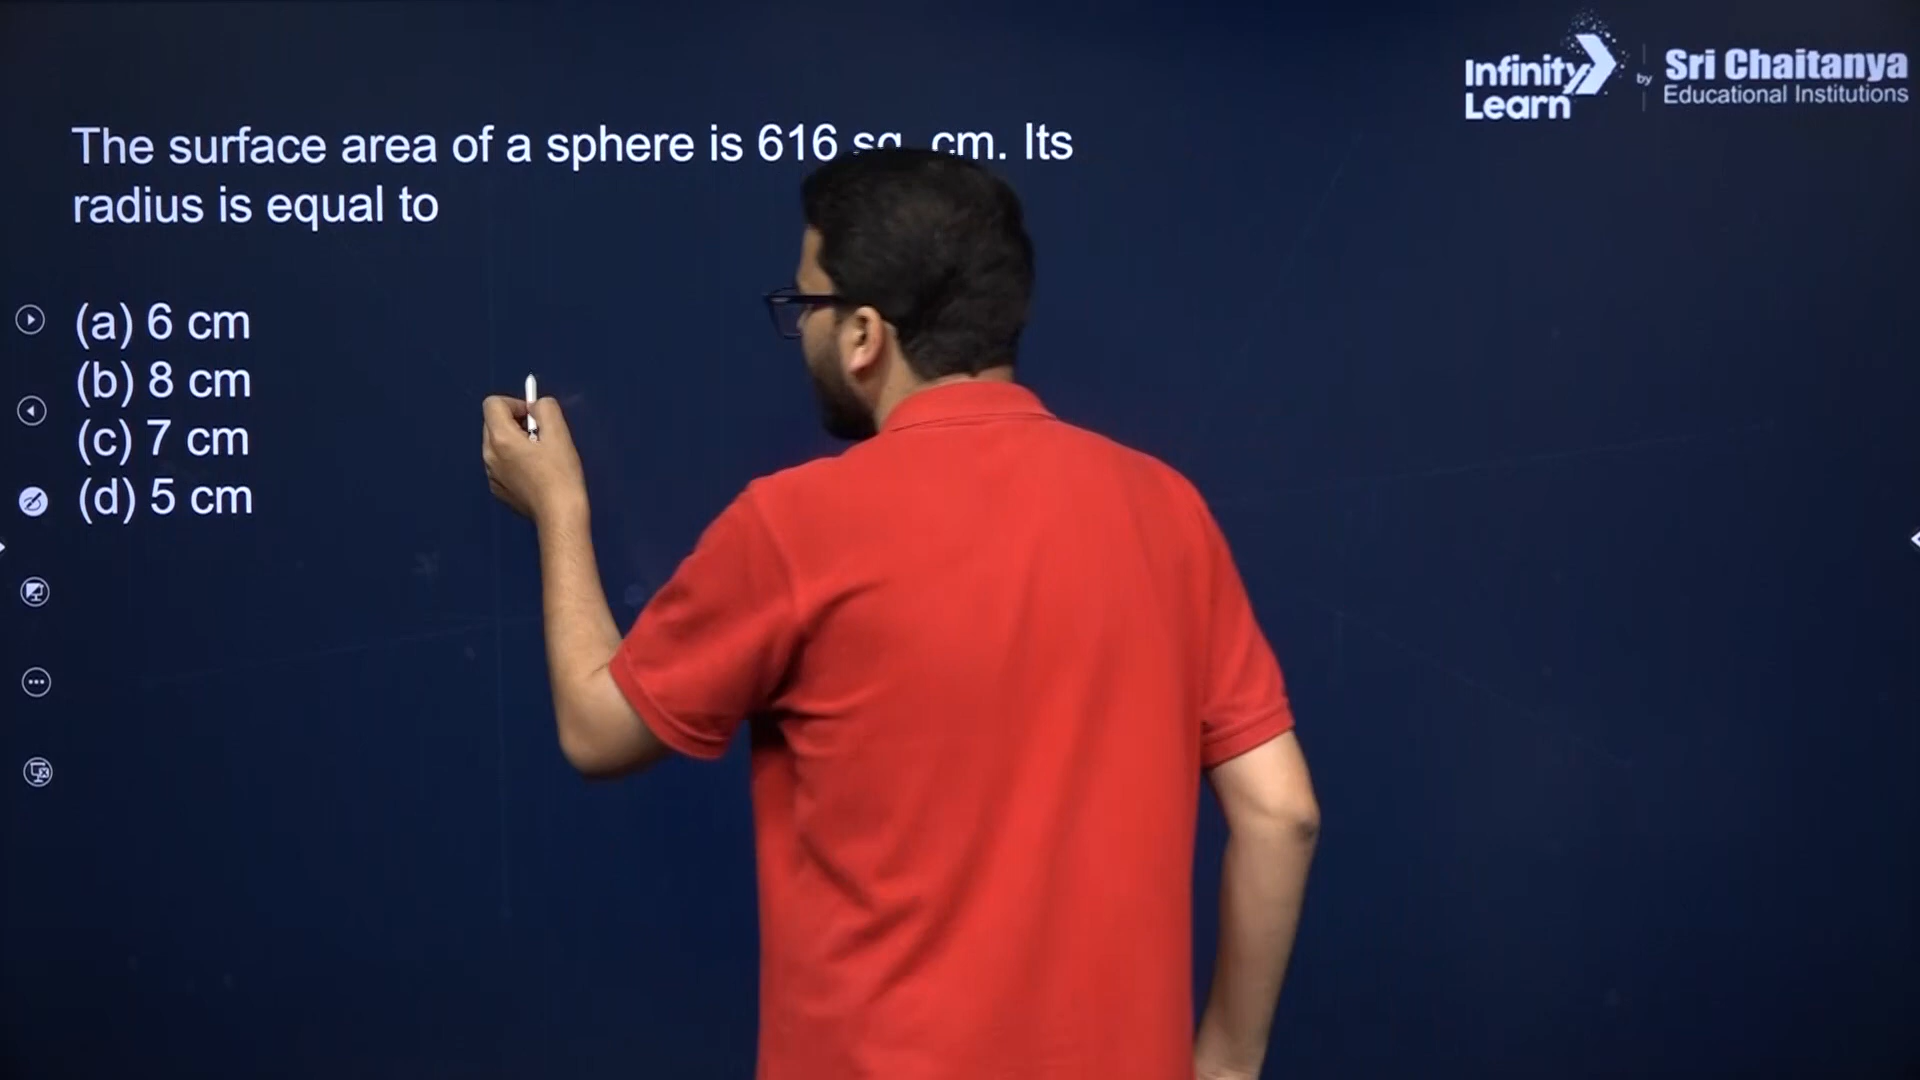 Infinity Learn by Sri Chaitanya Educational Institutions
The surface area of a sphere is 616 sq. cm. Its
radius is equal to
(a) 6 cm
(b) 8 cm
(c) 7 cm
(d) 5 cm